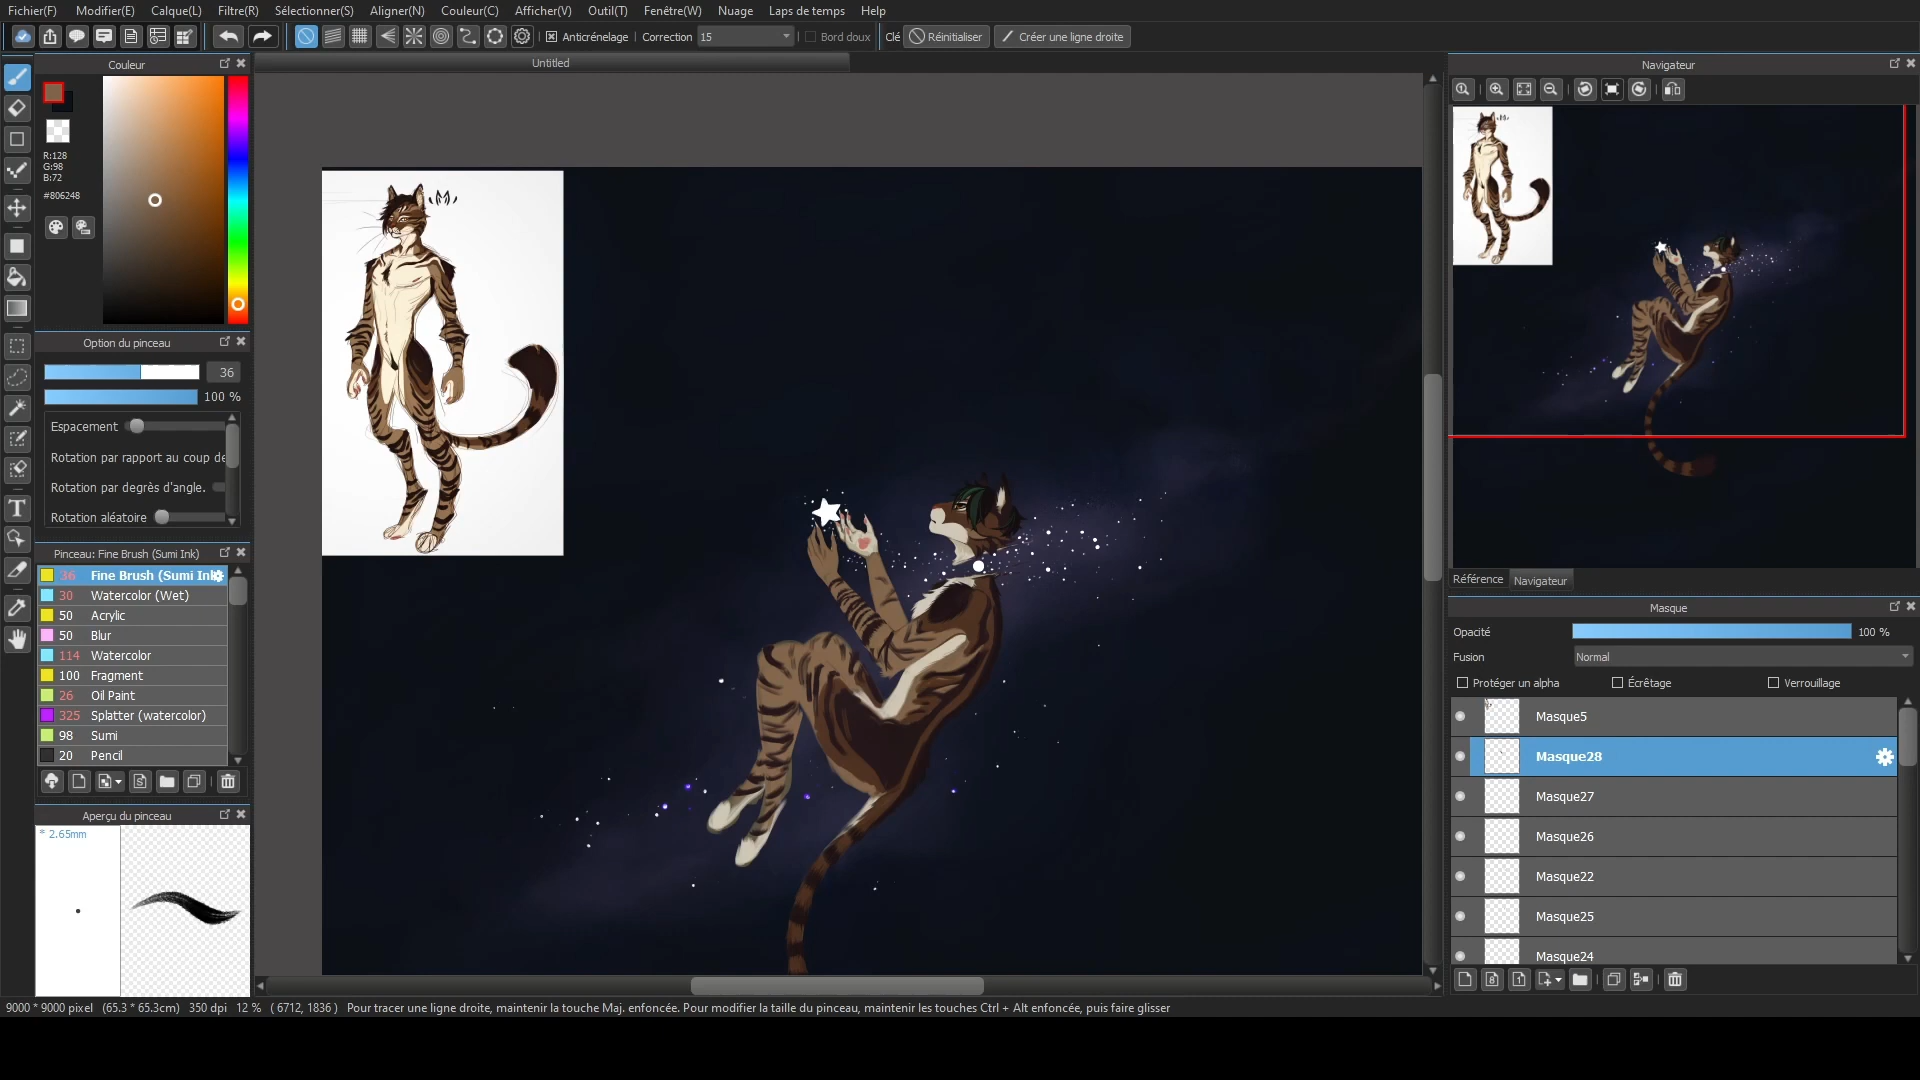 Fichier(F) Modifier(E) Calque(L) Filtre(R) Sélectionner(S) Aligner(N) Couleur(C) Afficher(V) Outil(T) Fenêtre(W) Nuage Laps de temps Help
Anticrénelage Correction 15 Bord doux Clé Réinitialiser Créer une ligne droite
Couleur
Untitled
Navigateur
R:128
G:98
B:72
#806248
Option du pinceau
36
100 %
Espacement
Rotation par rapport au coup de
Rotation par degrès d'angle.
Rotation aléatoire
Pinceau: Fine Brush (Sumi Ink)
36 Fine Brush (Sumi Ink
30 Watercolor (Wet)
50 Acrylic
50 Blur
114 Watercolor
100 Fragment
26 Oil Paint
325 Splatter (watercolor)
98 Sumi
20 Pencil
Aperçu du pinceau
* 2.65mm
Référence Navigateur
Masque
Opacité 100 %
Fusion Normal
Protéger un alpha Écrêtage Verrouillage
Masque5
Masque28
Masque27
Masque26
Masque22
Masque25
Masque24
9000 * 9000 pixel (65.3 * 65.3cm) 350 dpi 12 % ( 6712, 1836 ) Pour tracer une ligne droite, maintenir la touche Maj. enfoncée. Pour modifier la taille du pinceau, maintenir les touches Ctrl + Alt enfoncée, puis faire glisser